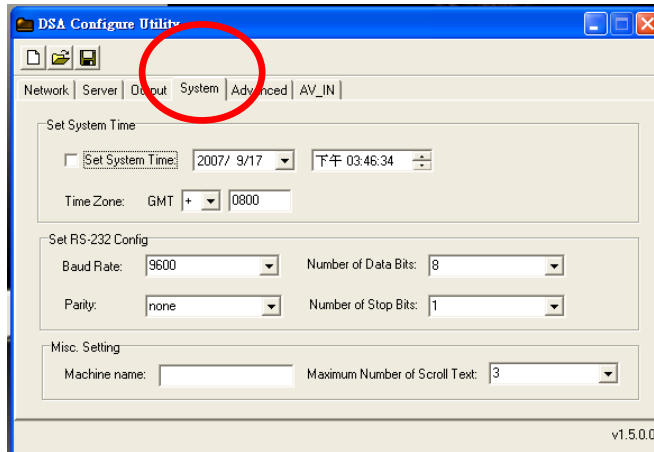 DSA Configure Utility
Network Server Output System Advanced AV_IN
Set System Time
Set System Time: 2007/ 9/17 下午 03:46:34
Time Zone: GMT + 0800
Set RS-232 Config
Baud Rate: 9600 Number of Data Bits: 8
Parity: none Number of Stop Bits: 1
Misc. Setting
Machine name: Maximum Number of Scroll Text: 3
v1.5.0.0